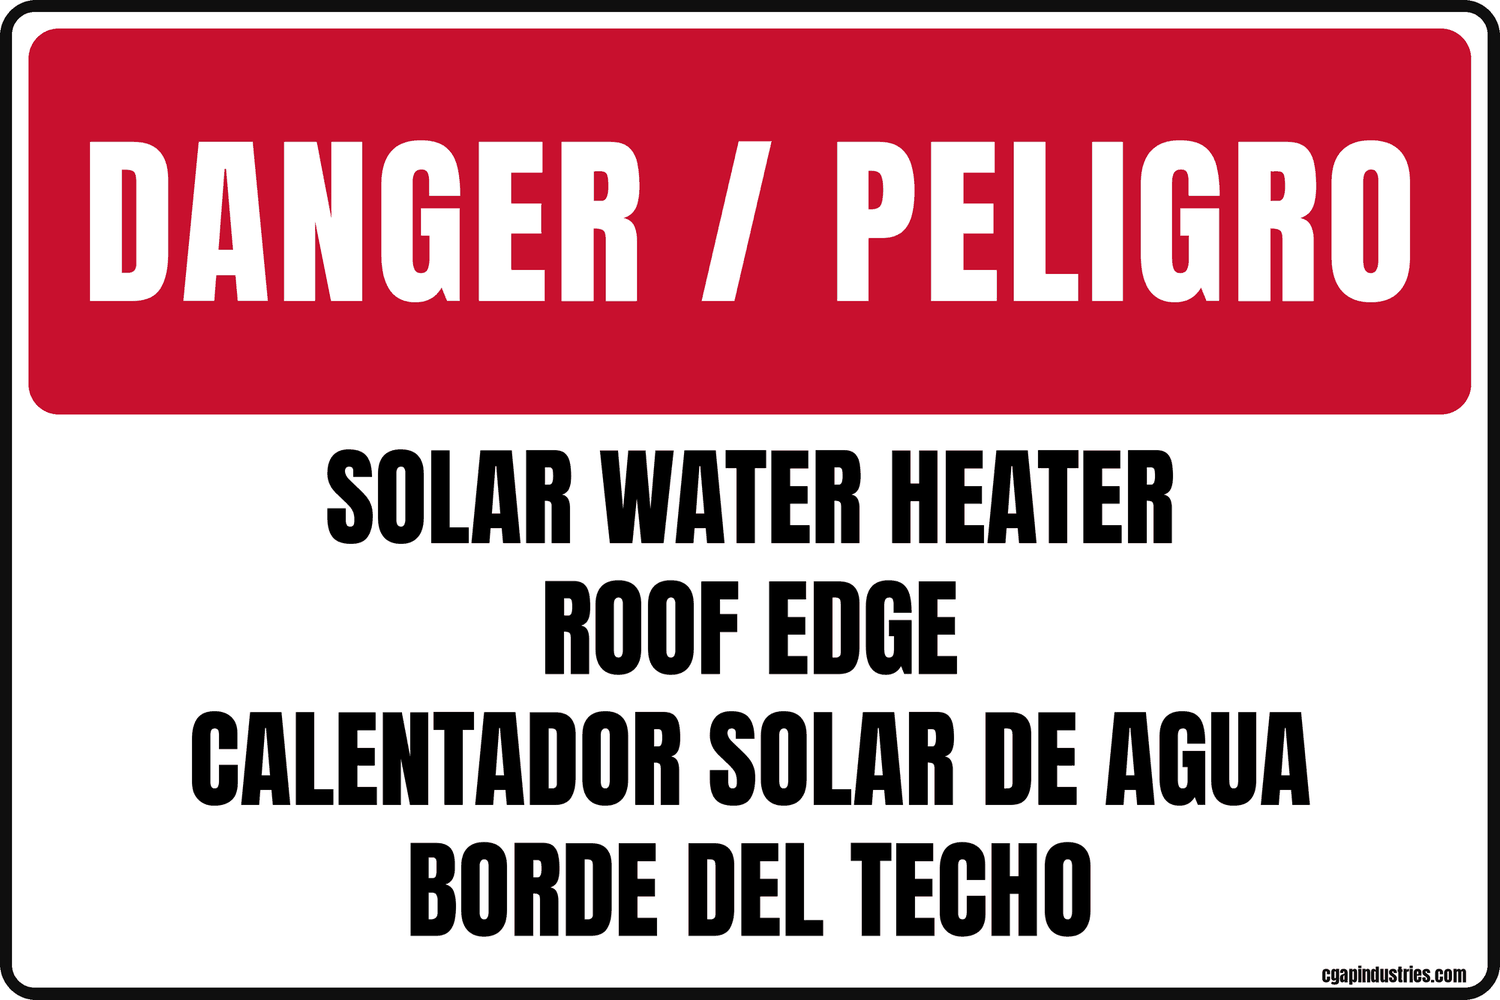 DANGER / PELIGRO
SOLAR WATER HEATER
ROOF EDGE
CALENTADOR SOLAR DE AGUA
BORDE DEL TECHO
cgapindustries.com